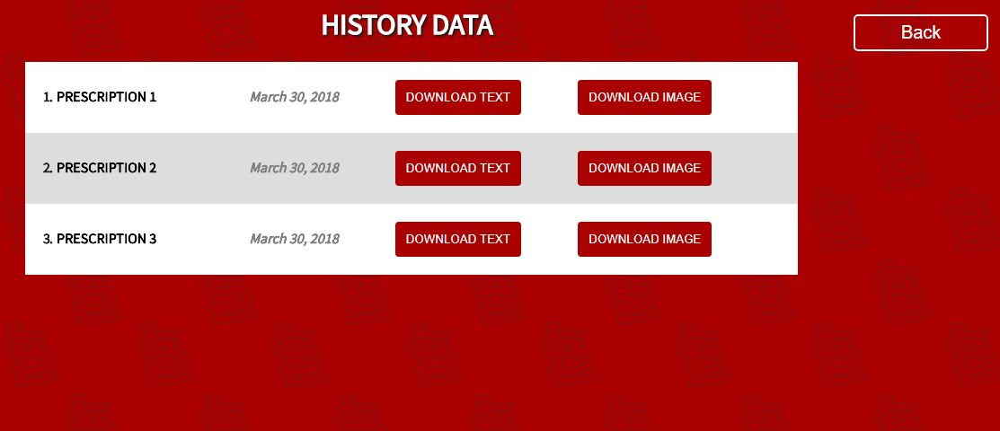 HISTORY DATA
Back
1. PRESCRIPTION 1 March 30, 2018 DOWNLOAD TEXT DOWNLOAD IMAGE
2. PRESCRIPTION 2 March 30, 2018 DOWNLOAD TEXT DOWNLOAD IMAGE
3. PRESCRIPTION 3 March 30, 2018 DOWNLOAD TEXT DOWNLOAD IMAGE